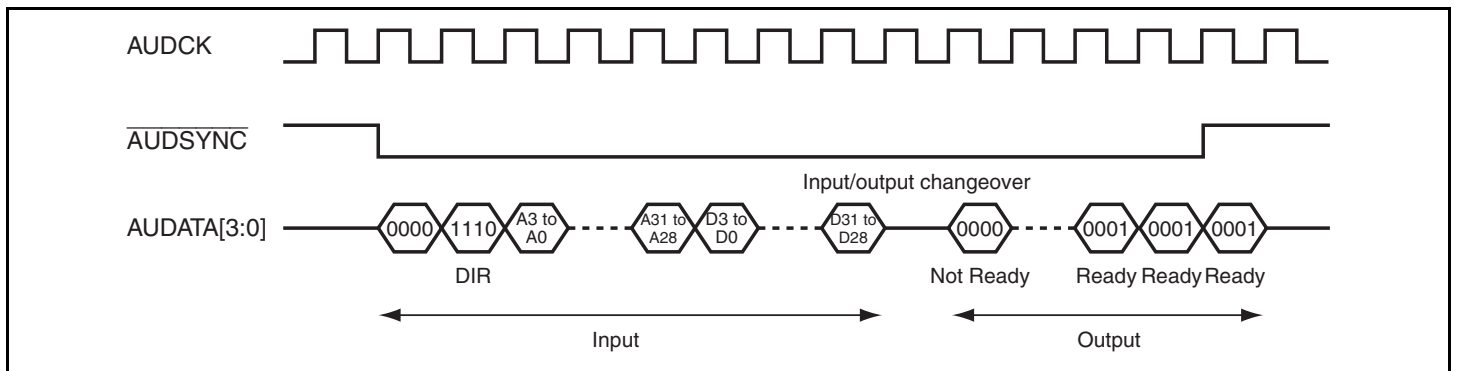 AUDCK
AUDSYNC
Input/output changeover
AUDATA[3:0]
0000
1110
A3 to
A0
A31 to
A28
D3 to
D0
D31 to
D28
0000
0001
0001
0001
DIR
Not Ready
Ready
Ready
Ready
Input
Output